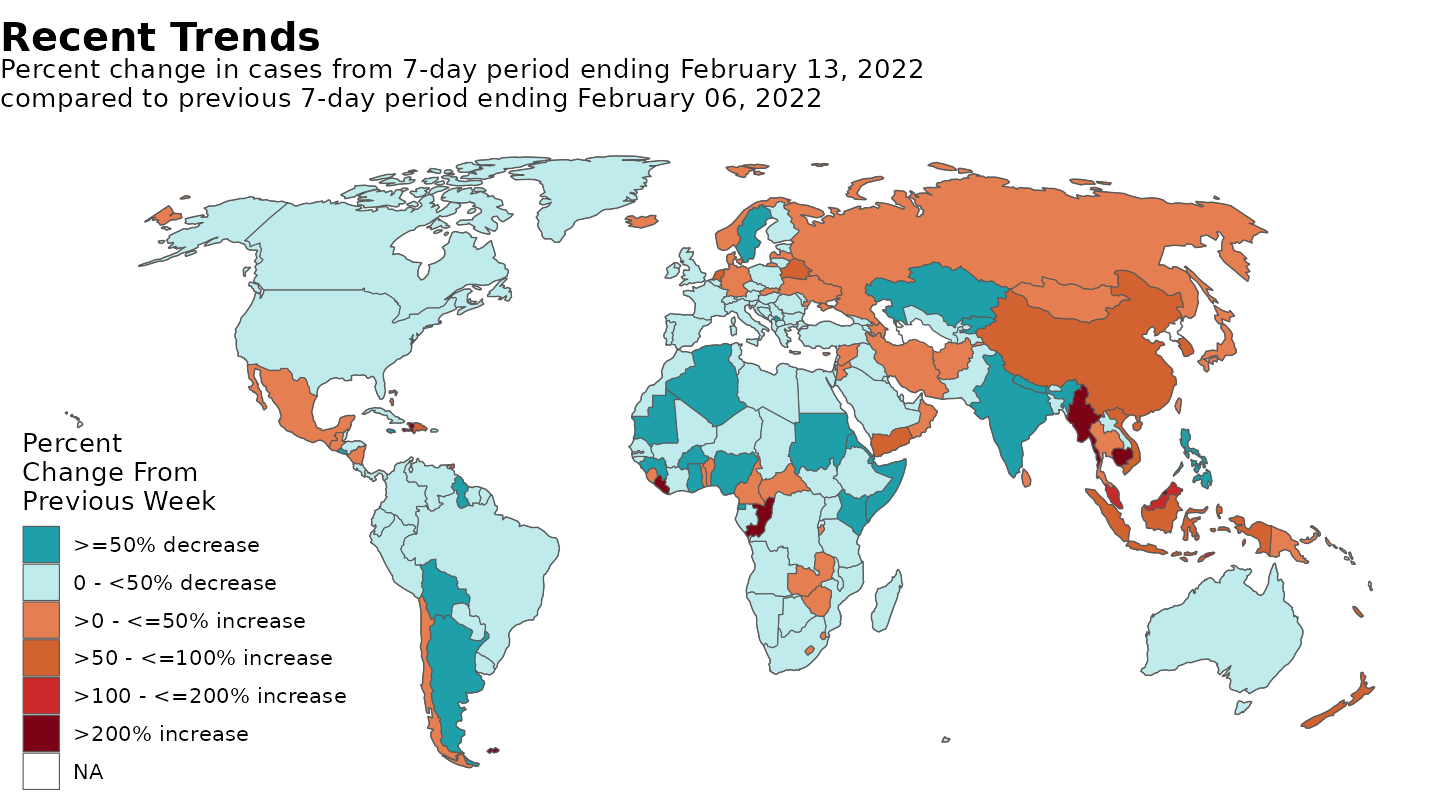 Recent Trends
Percent change in cases from 7-day period ending February 13, 2022
compared to previous 7-day period ending February 06, 2022
Percent
Change From
Previous Week
>=50% decrease
0 - <50% decrease
>0 - <=50% increase
>50 - <=100% increase
>100 - <=200% increase
>200% increase
NA